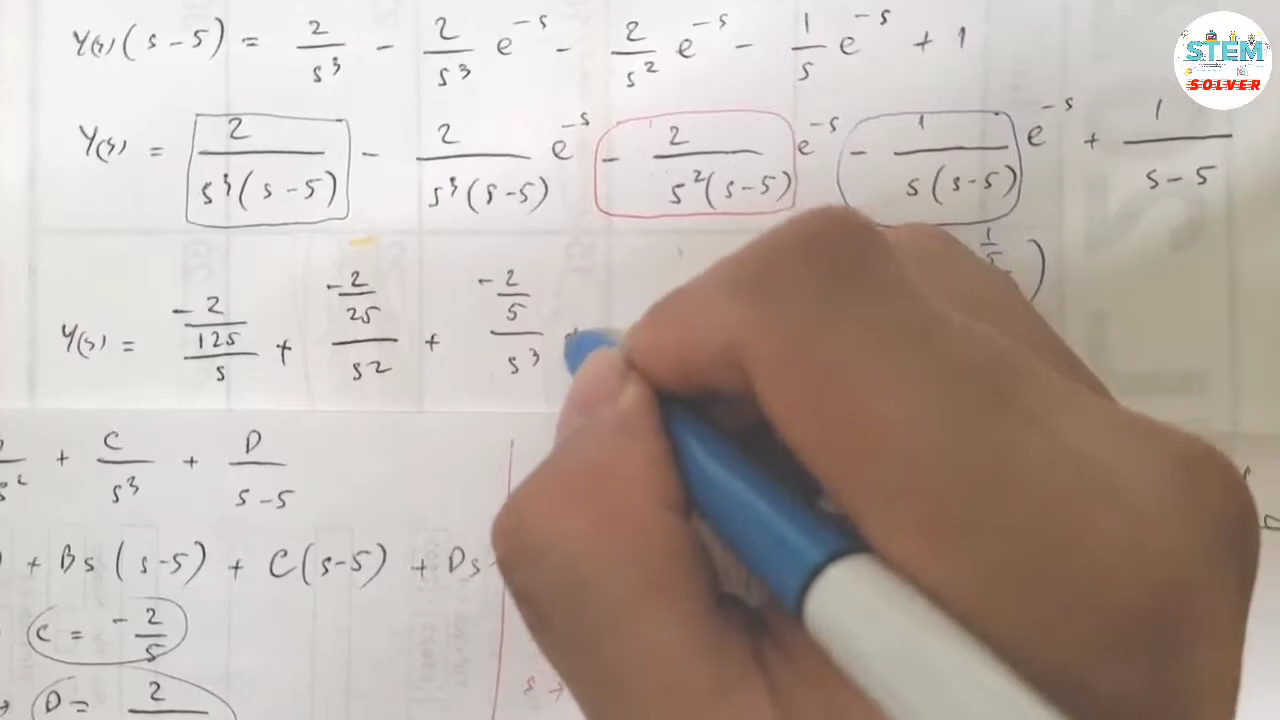 STEM
SOLVER
Y(s)(s-5) = 2/s³ - 2/s³ e^-s - 2/s² e^-s - 1/s e^-s + 1
Y(s) = 2/s³(s-5) - 2/s³(s-5) e^-s - 2/s²(s-5) e^-s - 1/s(s-5) e^-s + 1/s-5
Y(s) = -2/125/s + -2/25/s2 + -2/5/s³ )
+ C/s³ + D/s-5
+ Bs(s-5) + C(s-5) + Ds
C = -2/5
D = 2